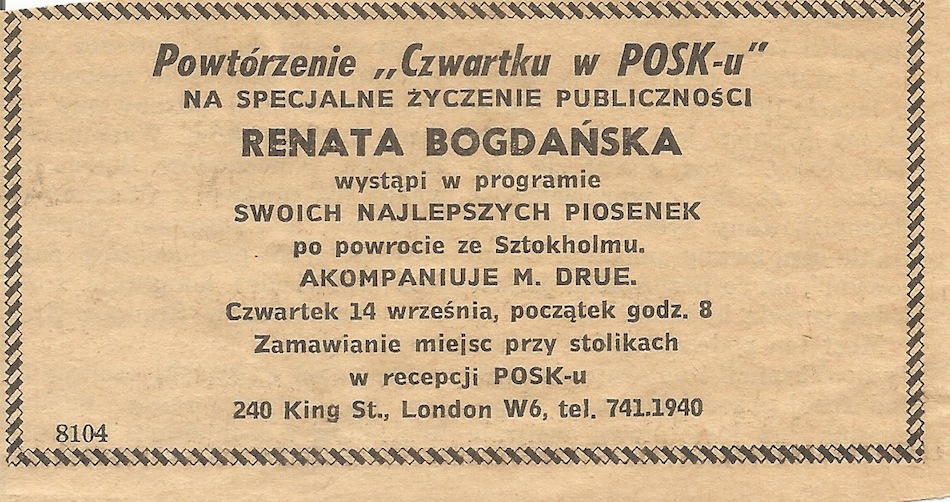 Powtórzenie „Czwartku w POSK-u"
NA SPECJALNE ŻYCZENIE PUBLICZNOŚCI
RENATA BOGDAŃSKA
wystąpi w programie
SWOICH NAJLEPSZYCH PIOSENEK
po powrocie ze Sztokholmu.
AKOMPANIUJE M. DRUE.
Czwartek 14 września, początek godz. 8
Zamawianie miejsc przy stolikach
w recepcji POSK-u
240 King St., London W6, tel. 741.1940
8104